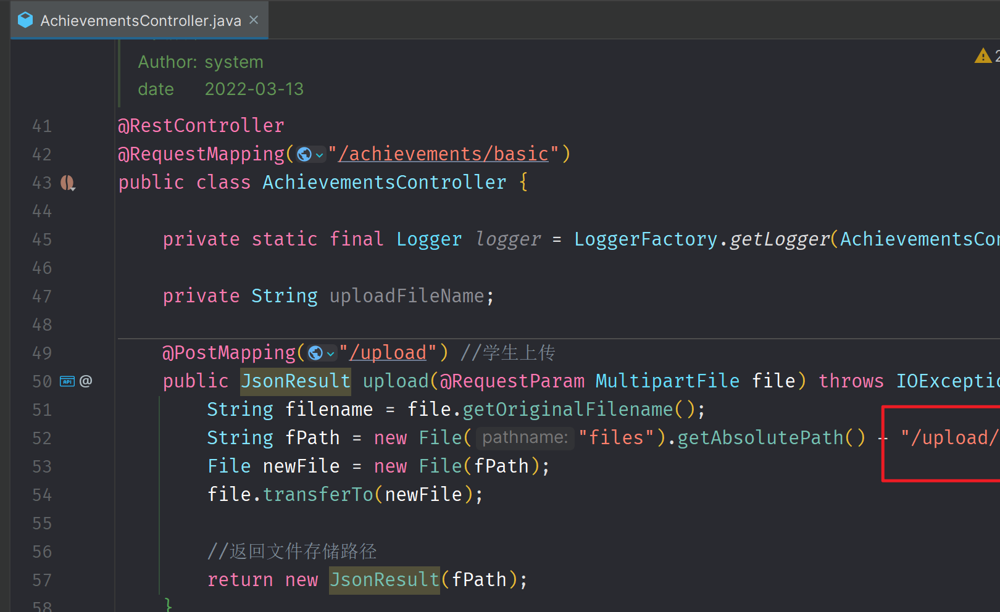 AchievementsController.java
Author: system
date 2022-03-13
2
41 @RestController
42 @RequestMapping("/achievements/basic")
43 public class AchievementsController {
44
45 private static final Logger logger = LoggerFactory.getLogger(AchievementsCon
46
47 private String uploadFileName;
48
49 @PostMapping("/upload") //学生上传
50 API @ public JsonResult upload(@RequestParam MultipartFile file) throws IOExceptio
51 String filename = file.getOriginalFilename();
52 String fPath = new File( pathname: "files").getAbsolutePath() + "/upload/
53 File newFile = new File(fPath);
54 file.transferTo(newFile);
55
56 //返回文件存储路径
57 return new JsonResult(fPath);
58 }